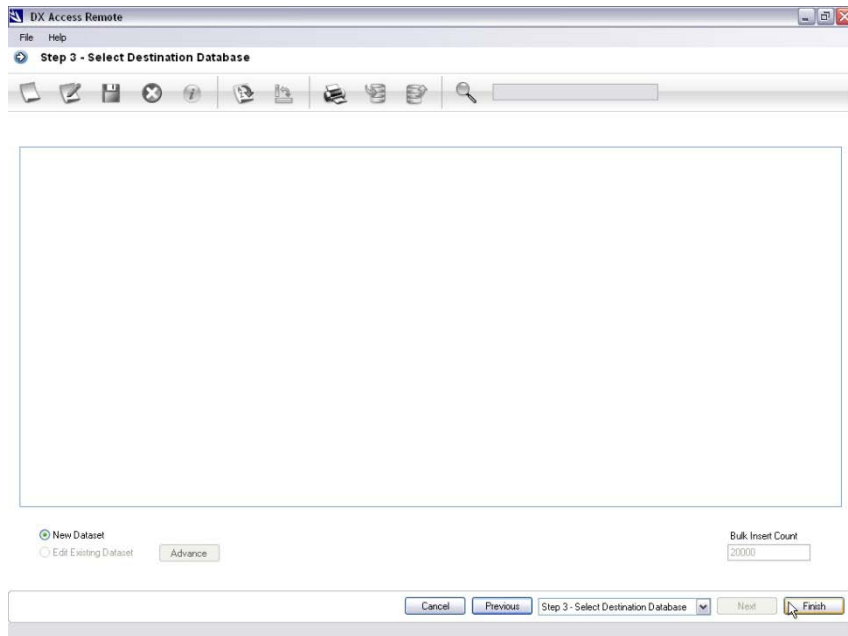 DX Access Remote
File Help
Step 3 - Select Destination Database
New Dataset
Bulk Insert Count
Edit Existing Dataset Advance 20000
Cancel Previous Step 3 - Select Destination Database Next Finish